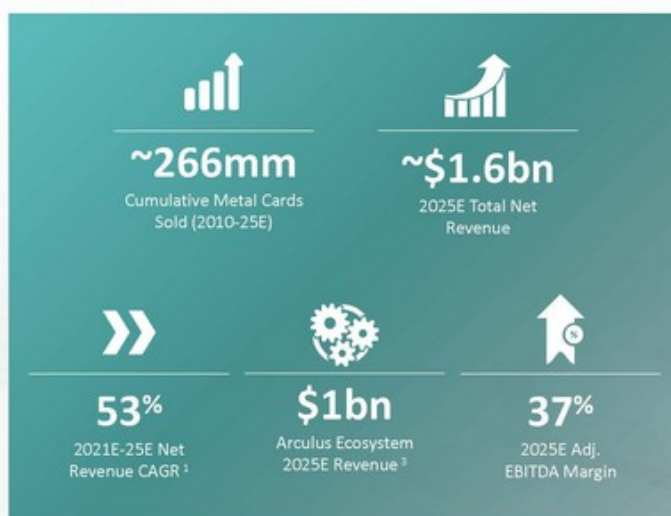 ~266mm
Cumulative Metal Cards
Sold (2010-25E)
~$1.6bn
2025E Total Net
Revenue
53%
2021E-25E Net
Revenue CAGR 1
$1bn
Arculus Ecosystem
2025E Revenue 3
%
37%
2025E Adj.
EBITDA Margin